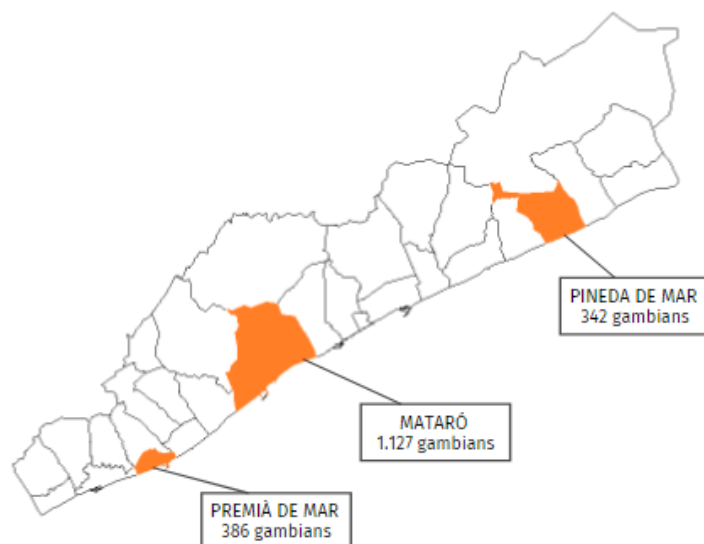 PINEDA DE MAR
342 gambians
MATARÓ
1.127 gambians
PREMIÀ DE MAR
386 gambians